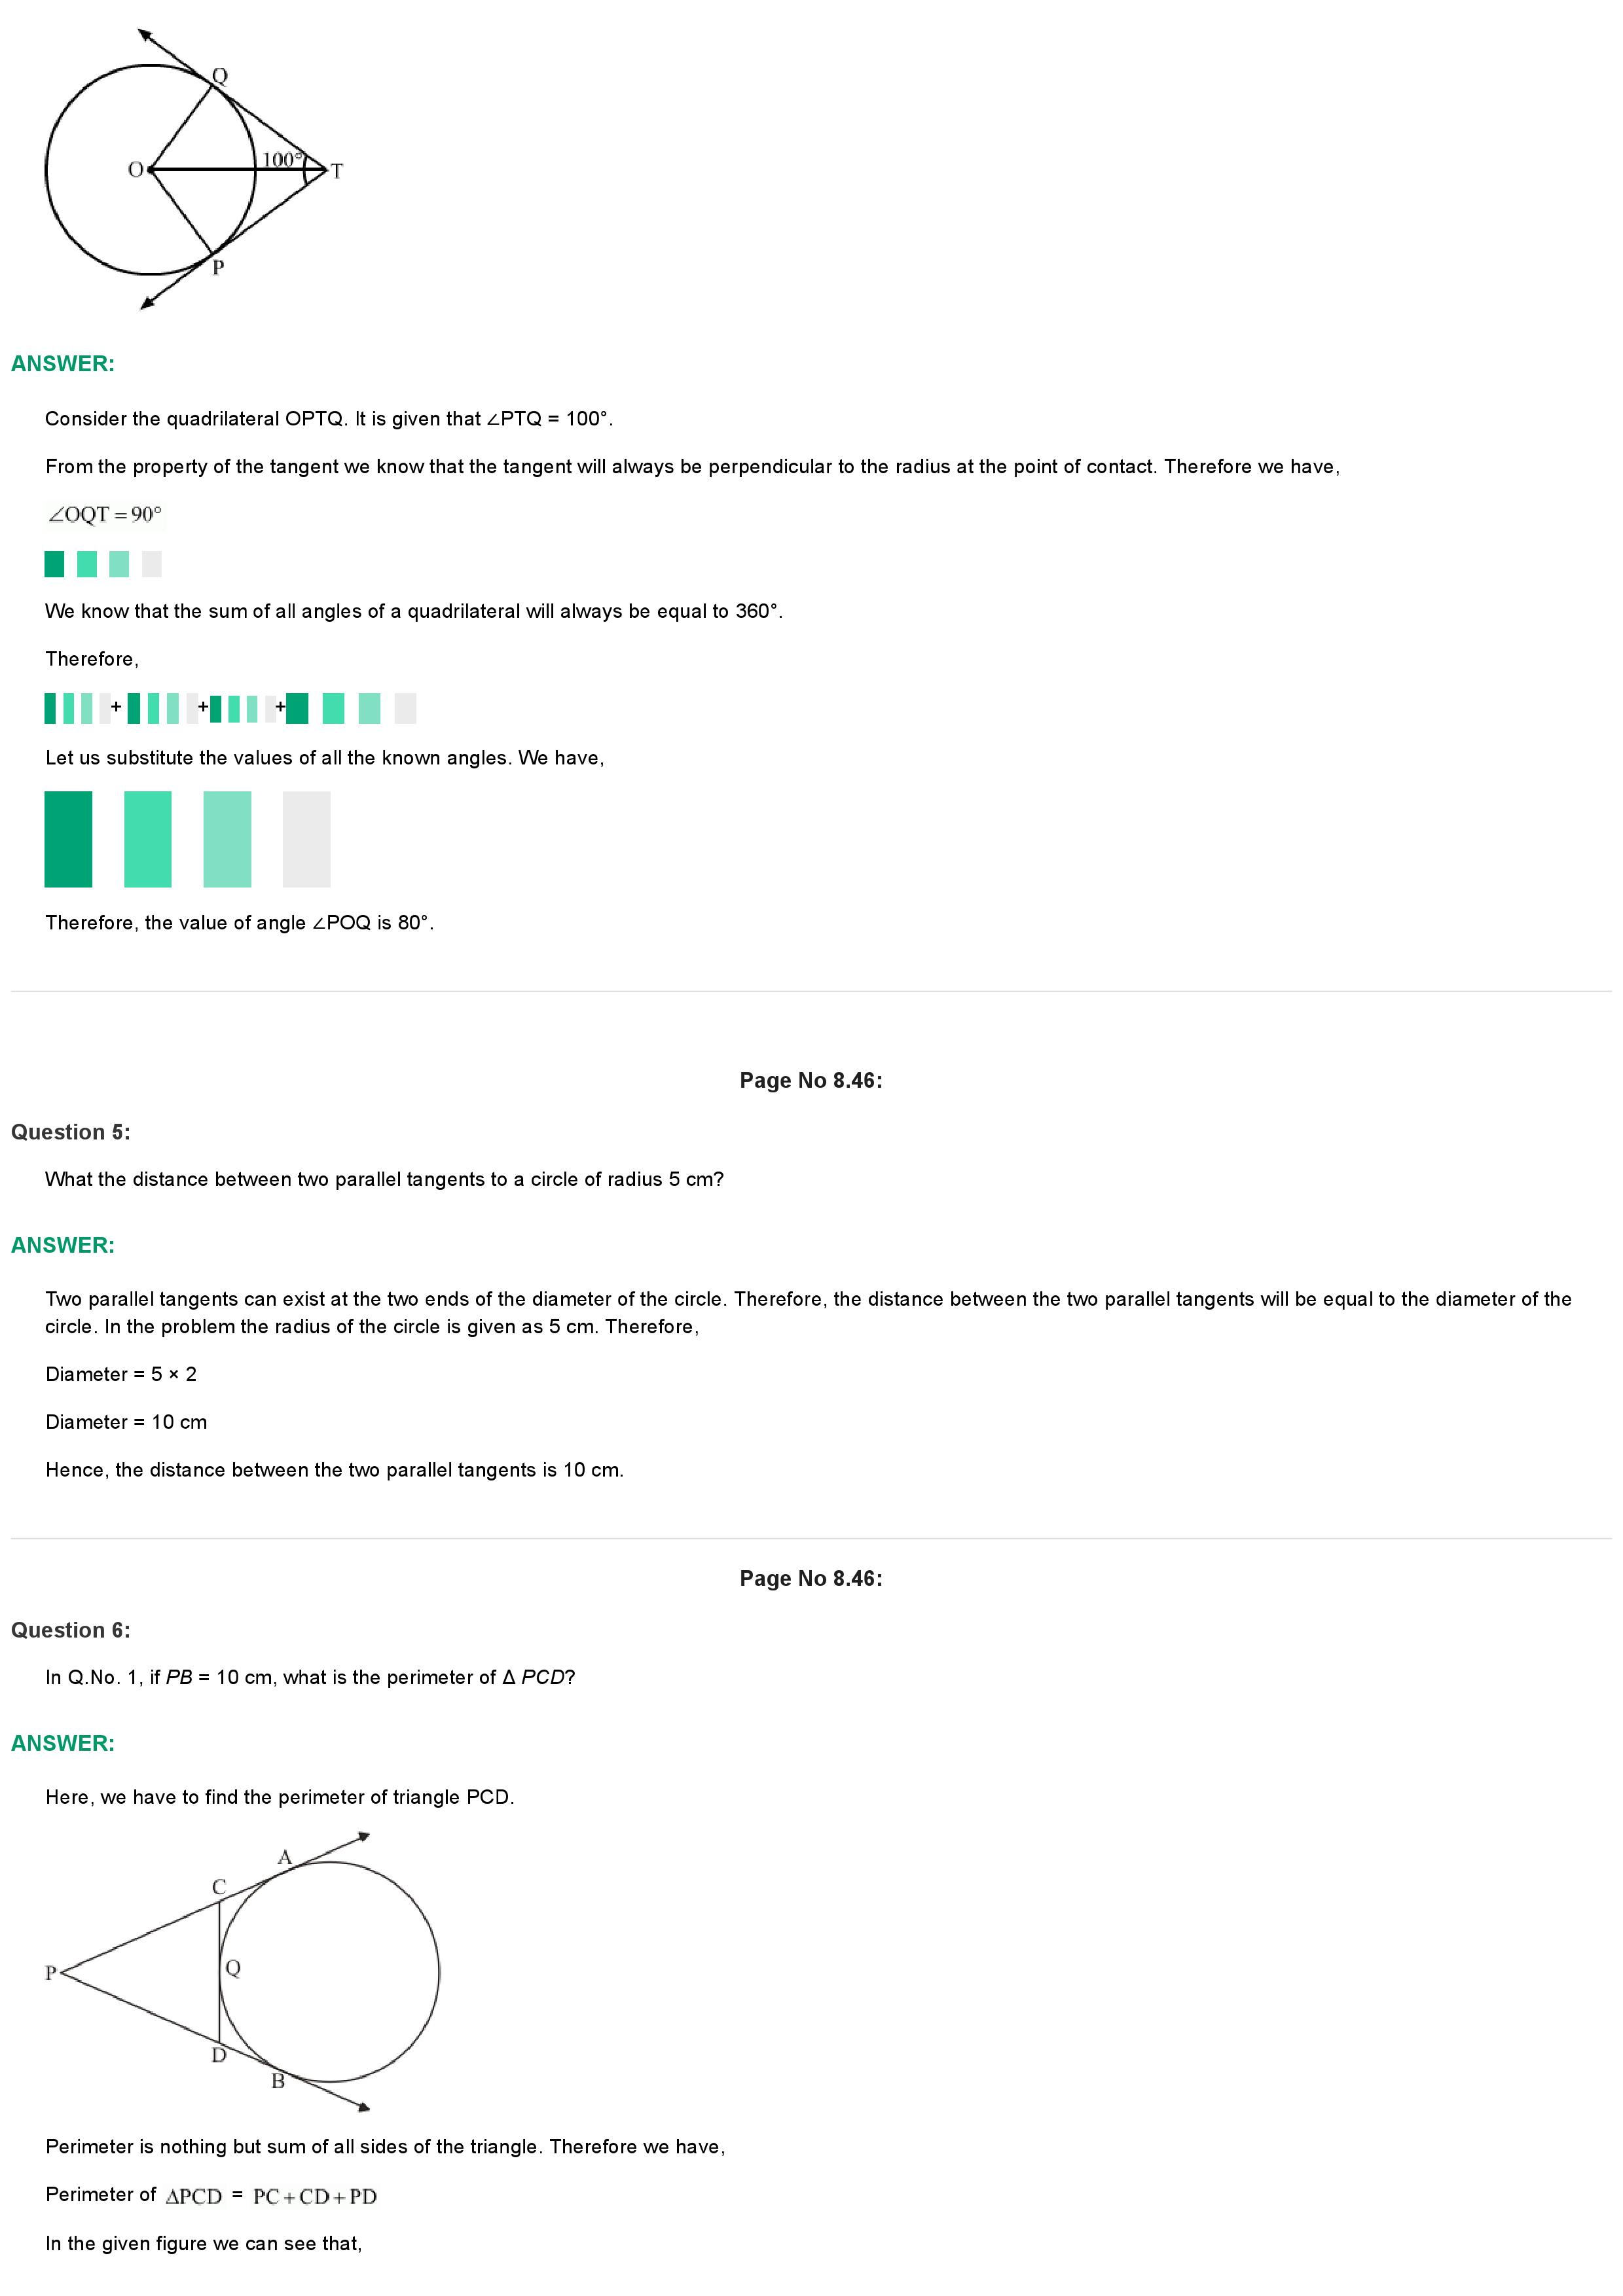 Q
100°
O
T
P
ANSWER:
Consider the quadrilateral OPTQ. It is given that ∠PTQ = 100°.
From the property of the tangent we know that the tangent will always be perpendicular to the radius at the point of contact. Therefore we have,
∠OQT = 90°
We know that the sum of all angles of a quadrilateral will always be equal to 360°.
Therefore,
+ + +
Let us substitute the values of all the known angles. We have,
Therefore, the value of angle ∠POQ is 80°.
Page No 8.46:
Question 5:
What the distance between two parallel tangents to a circle of radius 5 cm?
ANSWER:
Two parallel tangents can exist at the two ends of the diameter of the circle. Therefore, the distance between the two parallel tangents will be equal to the diameter of the
circle. In the problem the radius of the circle is given as 5 cm. Therefore,
Diameter = 5 × 2
Diameter = 10 cm
Hence, the distance between the two parallel tangents is 10 cm.
Page No 8.46:
Question 6:
In Q.No. 1, if PB = 10 cm, what is the perimeter of Δ PCD?
ANSWER:
Here, we have to find the perimeter of triangle PCD.
A
C
P
Q
D
B
Perimeter is nothing but sum of all sides of the triangle. Therefore we have,
Perimeter of ΔPCD = PC + CD + PD
In the given figure we can see that,